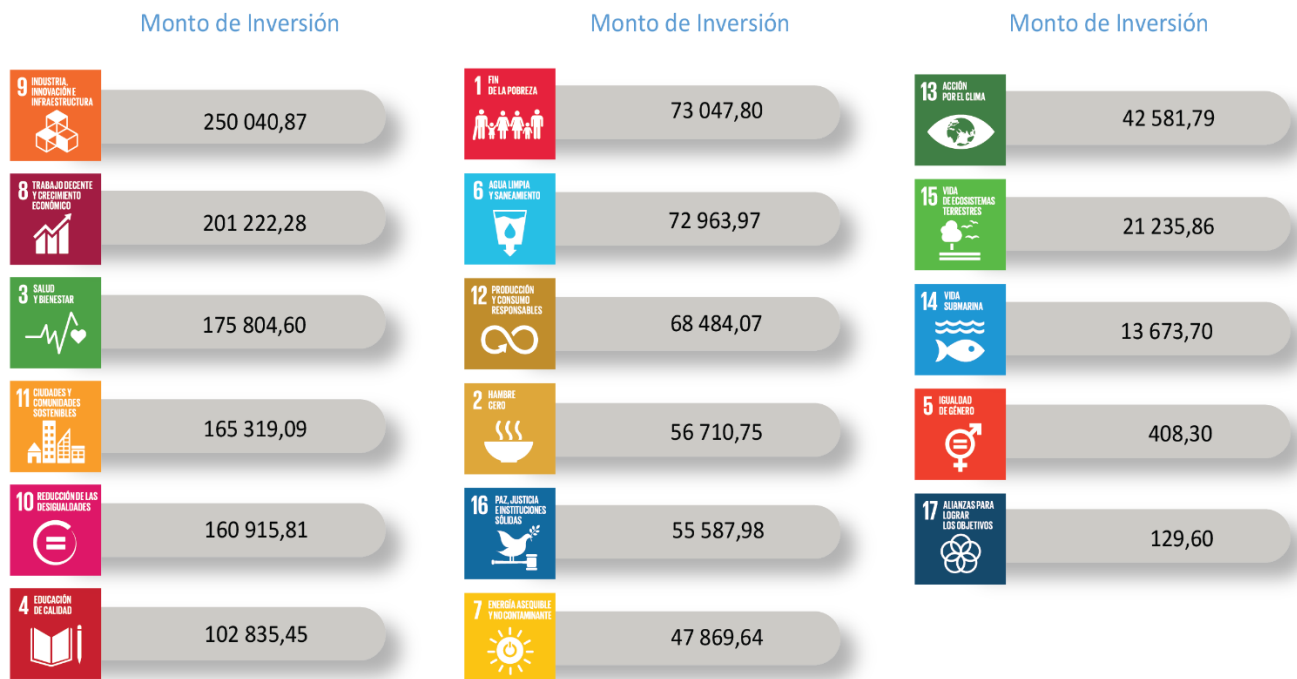 Monto de Inversión
9 INDUSTRIA,
INNOVACIÓN E
INFRAESTRUCTURA
250 040,87
8 TRABAJO DECENTE
Y CRECIMIENTO
ECONÓMICO
201 222,28
3 SALUD
Y BIENESTAR
175 804,60
11 CIUDADES Y
COMUNIDADES
SOSTENIBLES
165 319,09
10 REDUCCIÓN DE LAS
DESIGUALDADES
160 915,81
4 EDUCACIÓN
DE CALIDAD
102 835,45
Monto de Inversión
1 FIN
DE LA POBREZA
73 047,80
6 AGUA LIMPIA
Y SANEAMIENTO
72 963,97
12 PRODUCCIÓN
Y CONSUMO
RESPONSABLES
68 484,07
2 HAMBRE
CERO
56 710,75
16 PAZ, JUSTICIA
E INSTITUCIONES
SÓLIDAS
55 587,98
7 ENERGÍA ASEQUIBLE
Y NO CONTAMINANTE
47 869,64
Monto de Inversión
13 ACCIÓN
POR EL CLIMA
42 581,79
15 VIDA
DE ECOSISTEMAS
TERRESTRES
21 235,86
14 VIDA
SUBMARINA
13 673,70
5 IGUALDAD
DE GÉNERO
408,30
17 ALIANZAS PARA
LOGRAR
LOS OBJETIVOS
129,60